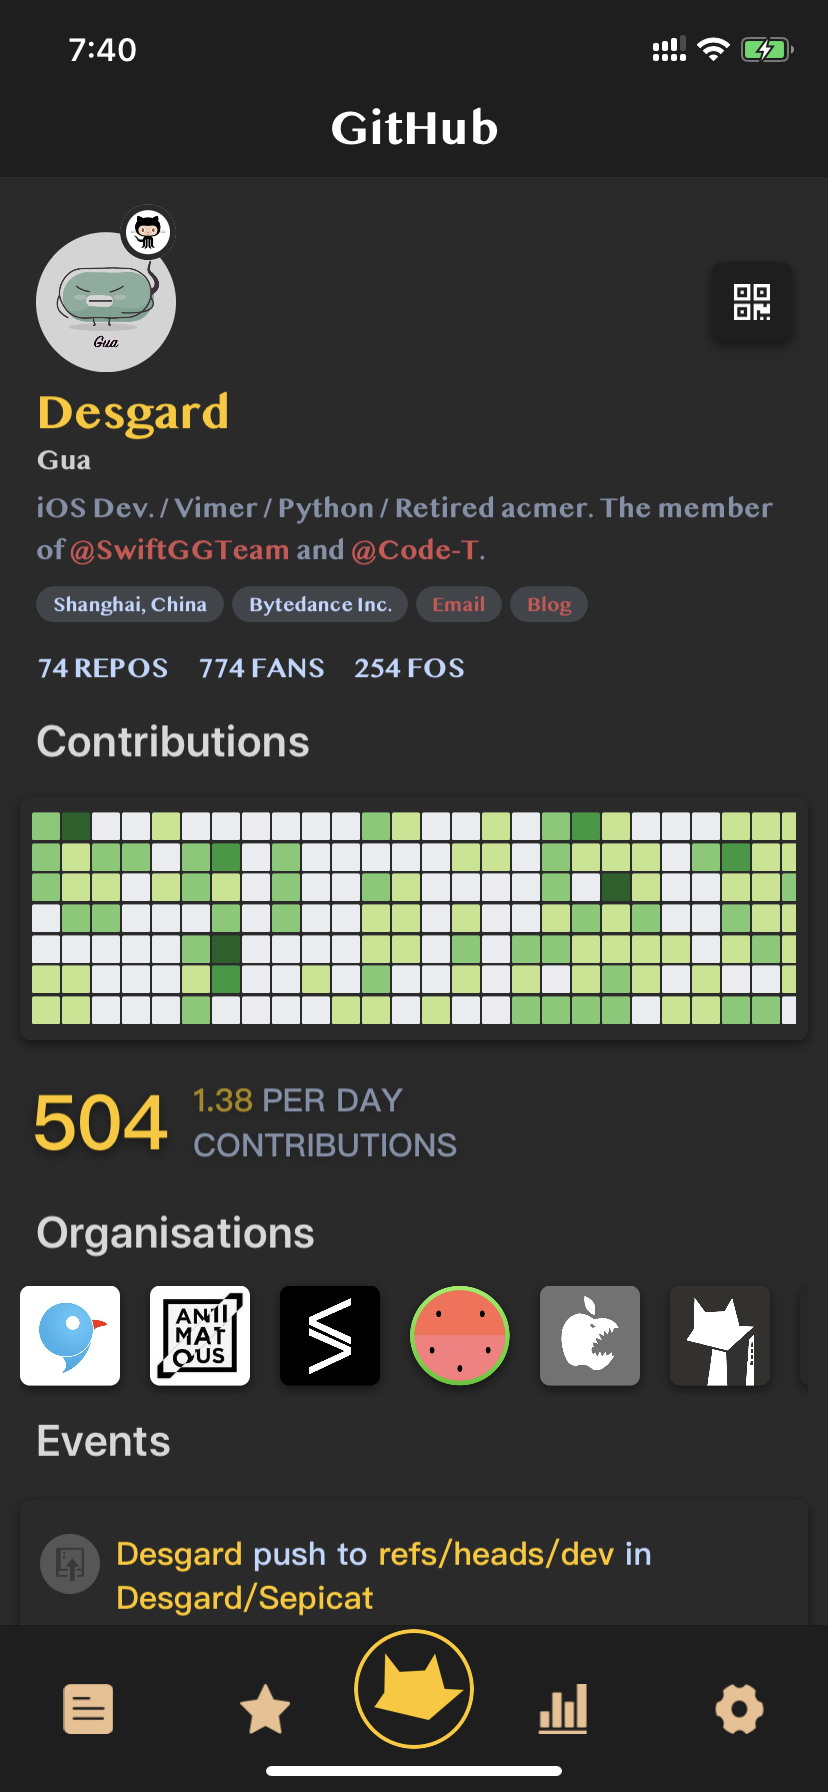 7:40
GitHub
Gua
Desgard
Gua
iOS Dev. / Vimer / Python / Retired acmer. The member
of @SwiftGGTeam and @Code-T.
Shanghai, China Bytedance Inc. Email Blog
74 REPOS 774 FANS 254 FOS
Contributions
504 1.38 PER DAY
CONTRIBUTIONS
Organisations
ANII
MAT
OUS
Events
Desgard push to refs/heads/dev in
Desgard/Sepicat